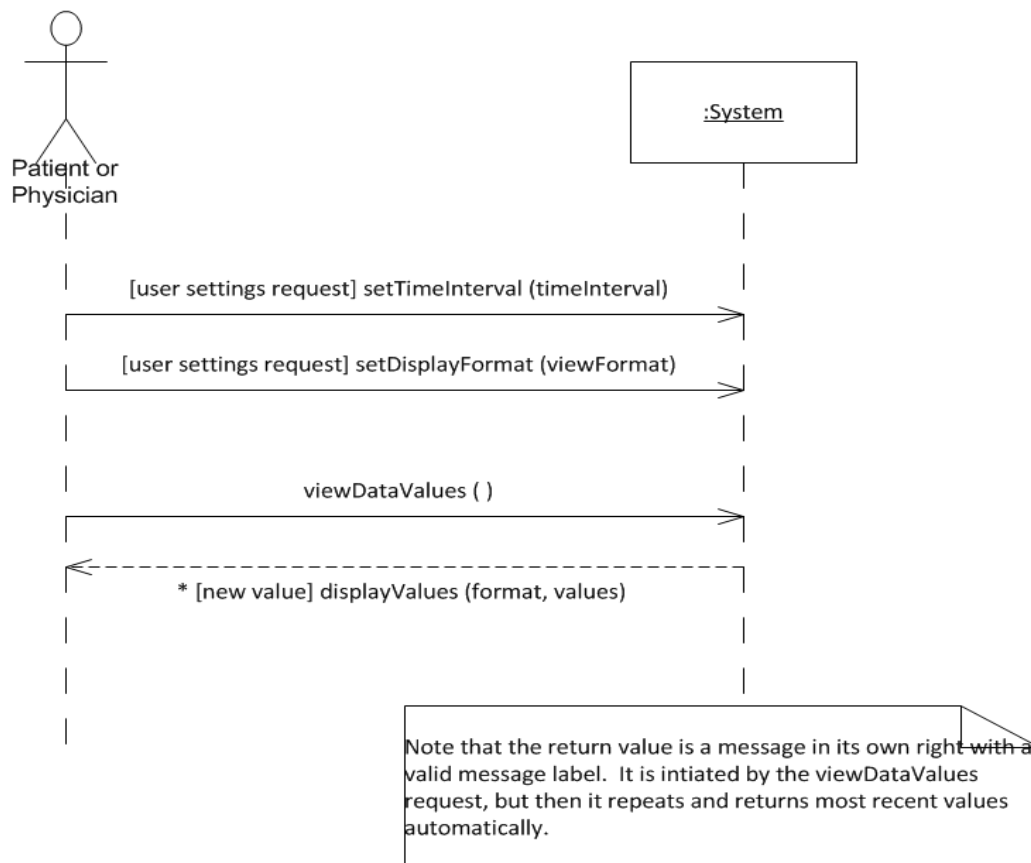 Patient or
Physician
:System
[user settings request] setTimeInterval (timeInterval)
[user settings request] setDisplayFormat (viewFormat)
viewDataValues ( )
* [new value] displayValues (format, values)
Note that the return value is a message in its own right with a
valid message label.  It is intiated by the viewDataValues
request, but then it repeats and returns most recent values
automatically.